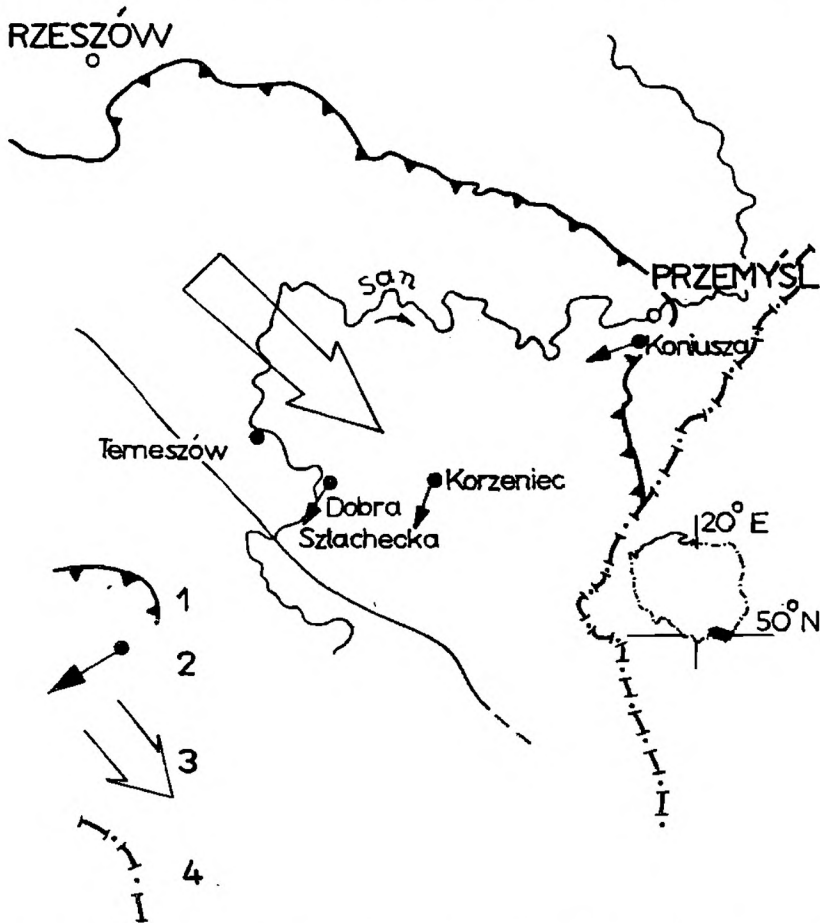 RZESZÓW
San
PRZEMYŚL
Koniusza
Temeszów
Dobra
Szlachecka
Korzeniec
20°E
50°N
1
2
3
4